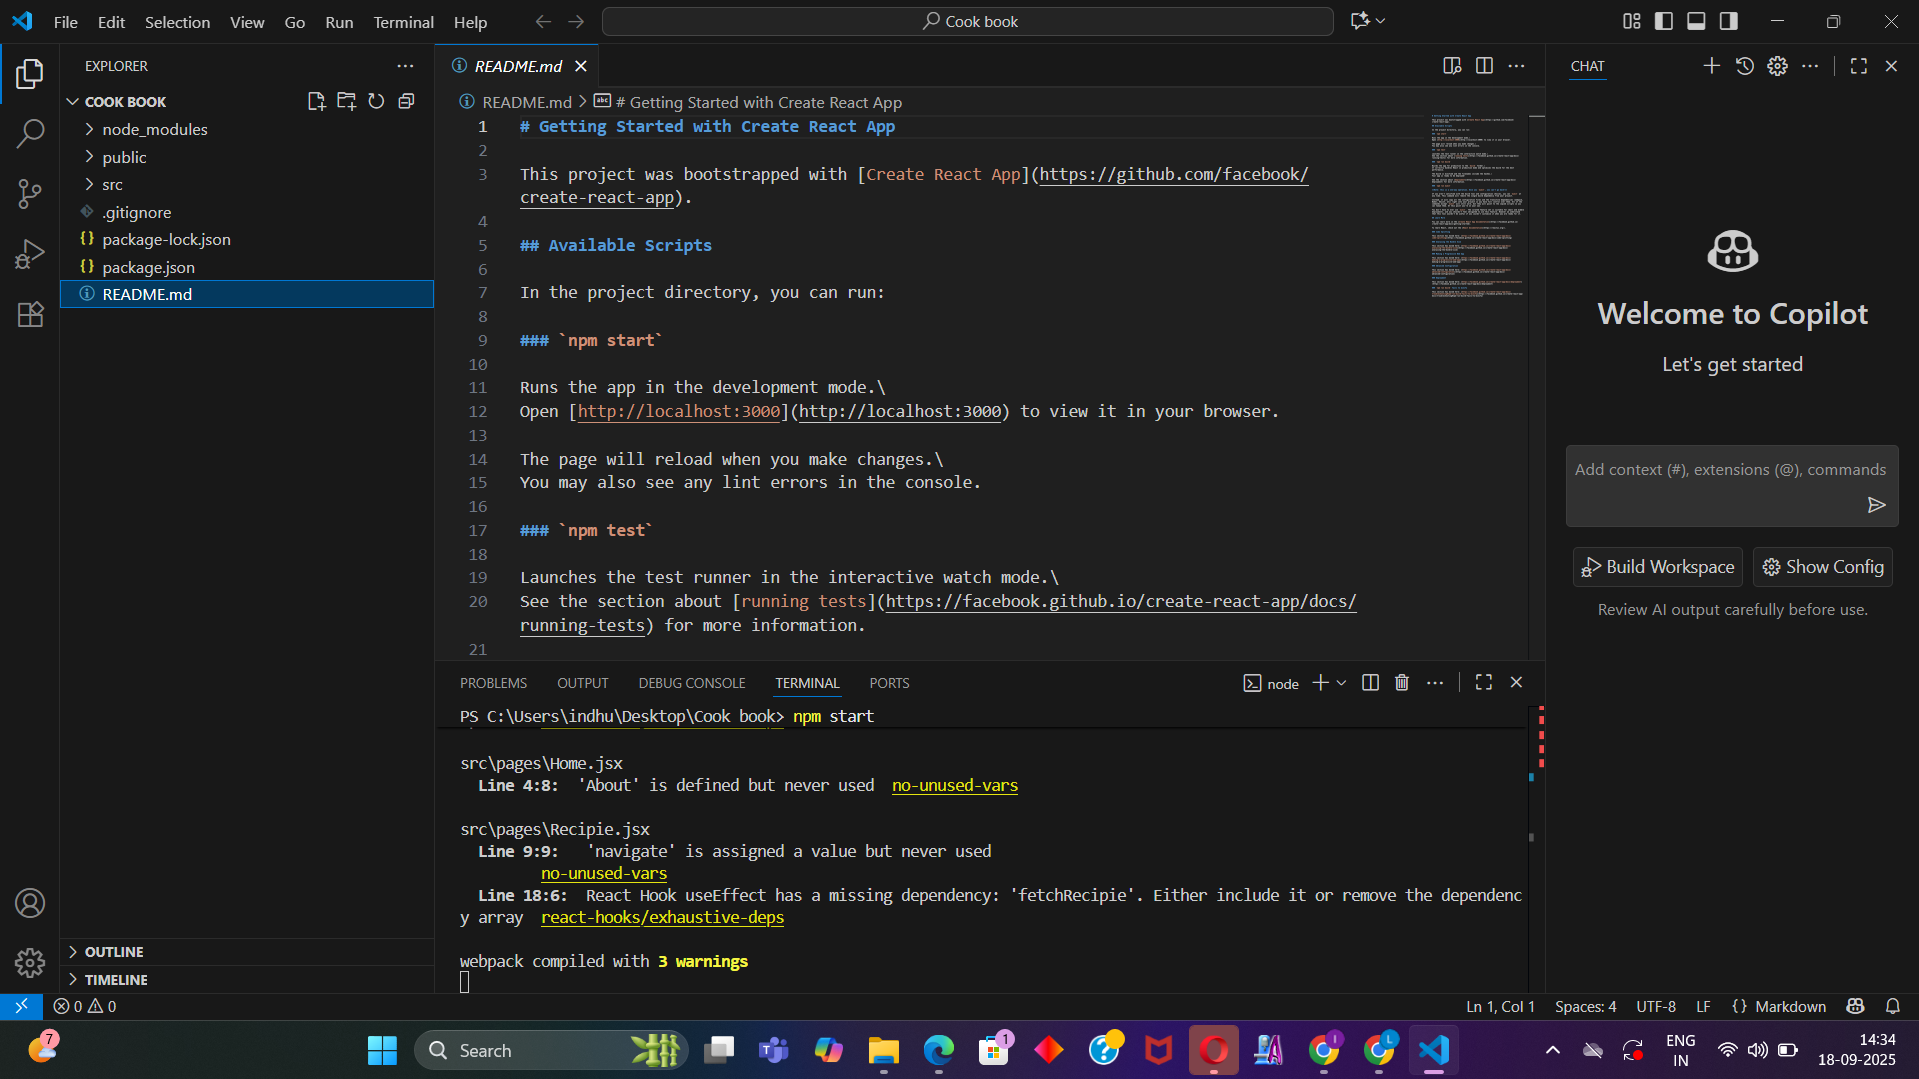 File Edit Selection View Go Run Terminal Help
Cook book
EXPLORER
COOK BOOK
node_modules
public
src
.gitignore
package-lock.json
package.json
README.md
OUTLINE
TIMELINE
README.md
README.md > # Getting Started with Create React App
1 # Getting Started with Create React App
2
3 This project was bootstrapped with [Create React App](https://github.com/facebook/
create-react-app).
4
5 ## Available Scripts
6
7 In the project directory, you can run:
8
9 ### `npm start`
10
11 Runs the app in the development mode.\
12 Open [http://localhost:3000](http://localhost:3000) to view it in your browser.
13
14 The page will reload when you make changes.\
15 You may also see any lint errors in the console.
16
17 ### `npm test`
18
19 Launches the test runner in the interactive watch mode.\
20 See the section about [running tests](https://facebook.github.io/create-react-app/docs/
running-tests) for more information.
21
PROBLEMS OUTPUT DEBUG CONSOLE TERMINAL PORTS
node
PS C:\Users\indhu\Desktop\Cook book> npm start
src\pages\Home.jsx
Line 4:8: 'About' is defined but never used no-unused-vars
src\pages\Recipie.jsx
Line 9:9: 'navigate' is assigned a value but never used
no-unused-vars
Line 18:6: React Hook useEffect has a missing dependency: 'fetchRecipie'. Either include it or remove the dependenc
y array react-hooks/exhaustive-deps
webpack compiled with 3 warnings
CHAT
Welcome to Copilot
Let's get started
Add context (#), extensions (@), commands
Build Workspace
Show Config
Review AI output carefully before use.
0 0
Ln 1, Col 1 Spaces: 4 UTF-8 LF {} Markdown
7
Search
1
I
L
ENG
IN
14:34
18-09-2025